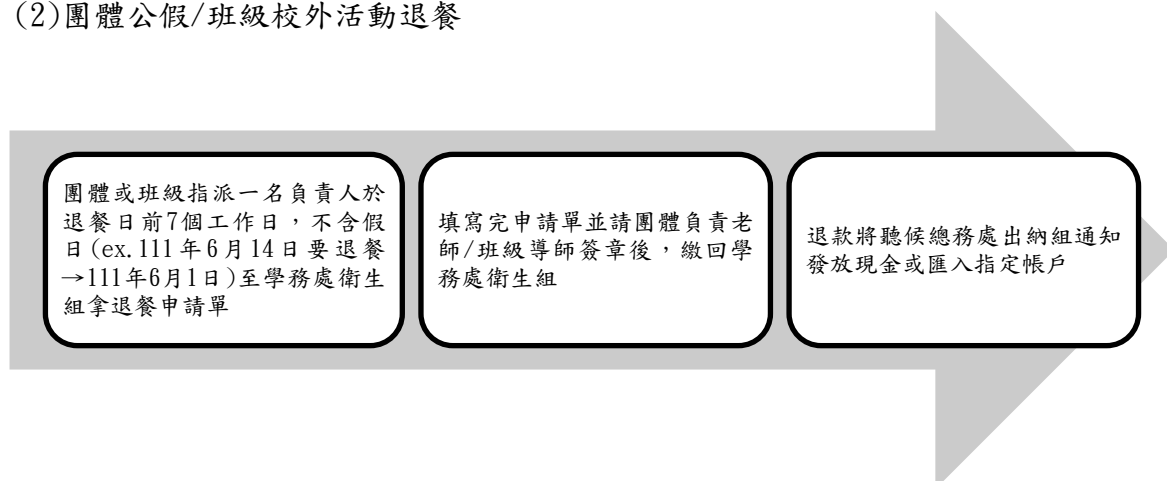 (2)團體公假/班級校外活動退餐
團體或班級指派一名負責人於
退餐日前7個工作日，不含假
日(ex.111年6月14日要退餐
→111年6月1日)至學務處衛生
組拿退餐申請單
填寫完申請單並請團體負責老
師/班級導師簽章後，繳回學
務處衛生組
退款將聽候總務處出納組通知
發放現金或匯入指定帳戶